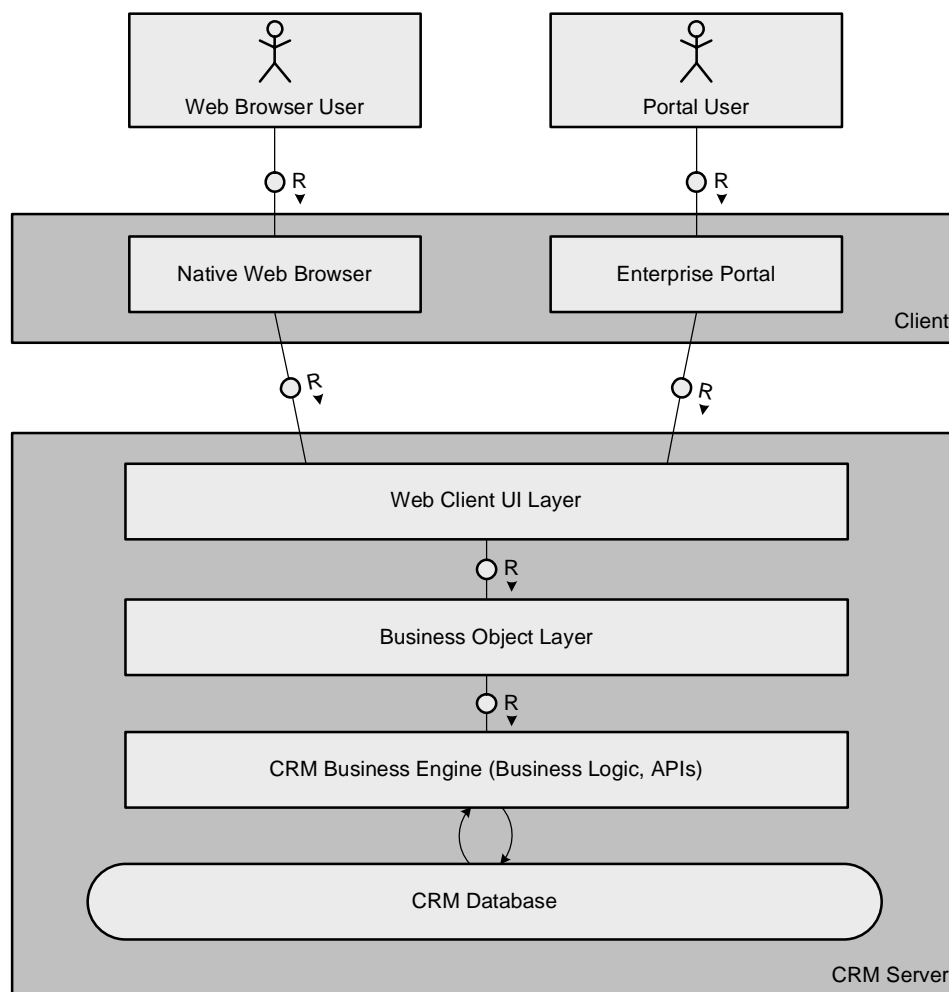 Web Browser User
Portal User
R
R
Native Web Browser
Enterprise Portal
Client
R
R
Web Client UI Layer
R
Business Object Layer
R
CRM Business Engine (Business Logic, APIs)
CRM Database
CRM Server